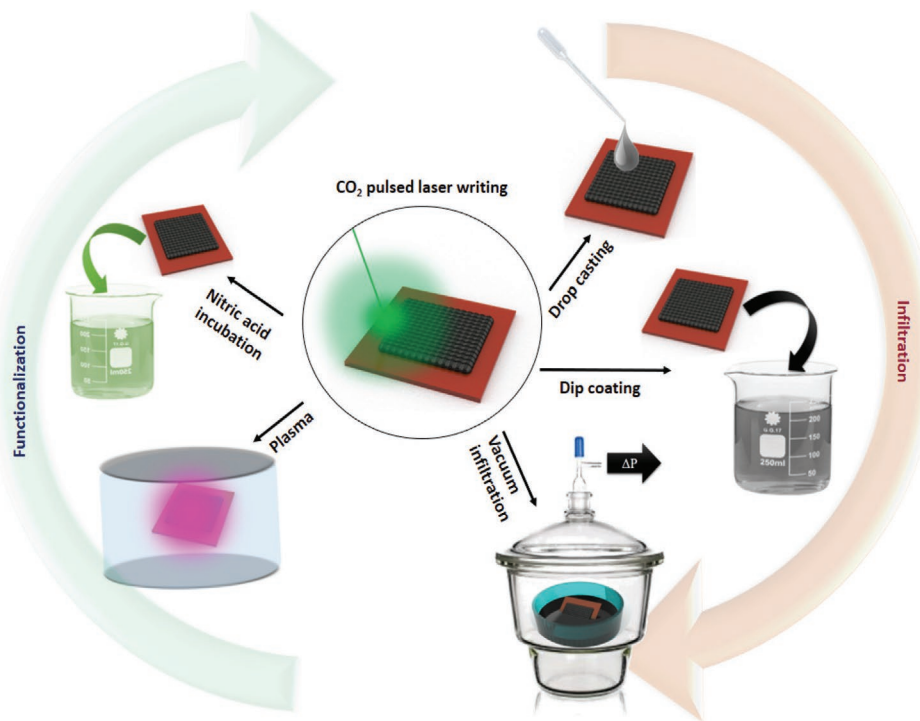 CO₂ pulsed laser writing
Drop casting
Nitric acid
incubation
Functionalization
Infiltration
Dip coating
Plasma
Vacuum
infiltration
ΔP
200
150
100
250ml
50